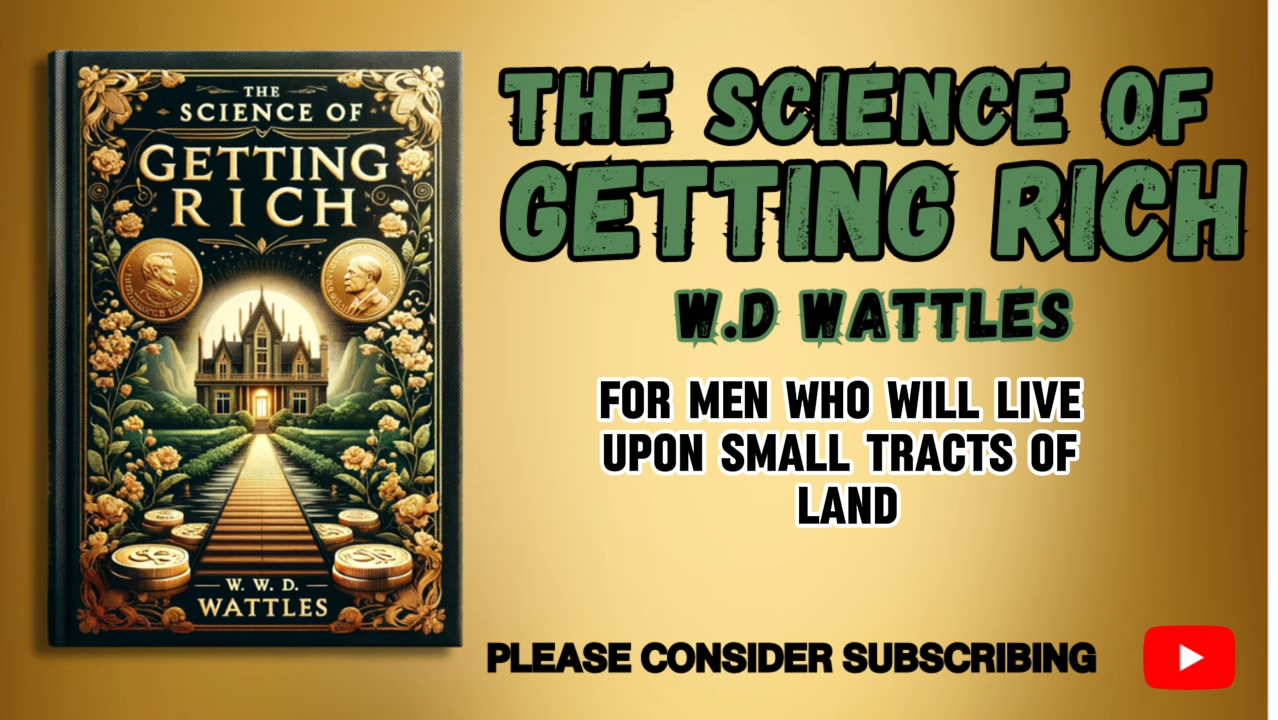 THE
SCIENCE OF
GETTING
RICH
W. W. D.
WATTLES
THE SCIENCE OF
GETTING RICH
W.D WATTLES
FOR MEN WHO WILL LIVE
UPON SMALL TRACTS OF
LAND
PLEASE CONSIDER SUBSCRIBING